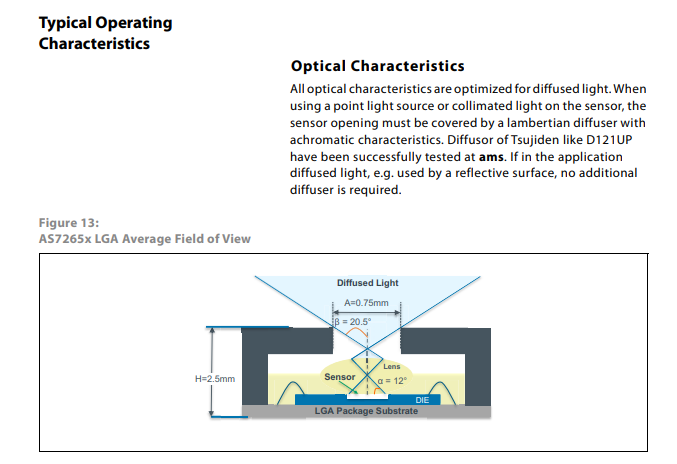 Typical Operating
Characteristics
Optical Characteristics
All optical characteristics are optimized for diffused light. When
using a point light source or collimated light on the sensor, the
sensor opening must be covered by a lambertian diffuser with
achromatic characteristics. Diffusor of Tsujiden like D121UP
have been successfully tested at ams. If in the application
diffused light, e.g. used by a reflective surface, no additional
diffuser is required.
Figure 13:
AS7265x LGA Average Field of View
Diffused Light
A=0.75mm
β = 20.5°
Lens
H=2.5mm
Sensor
α = 12°
DIE
LGA Package Substrate